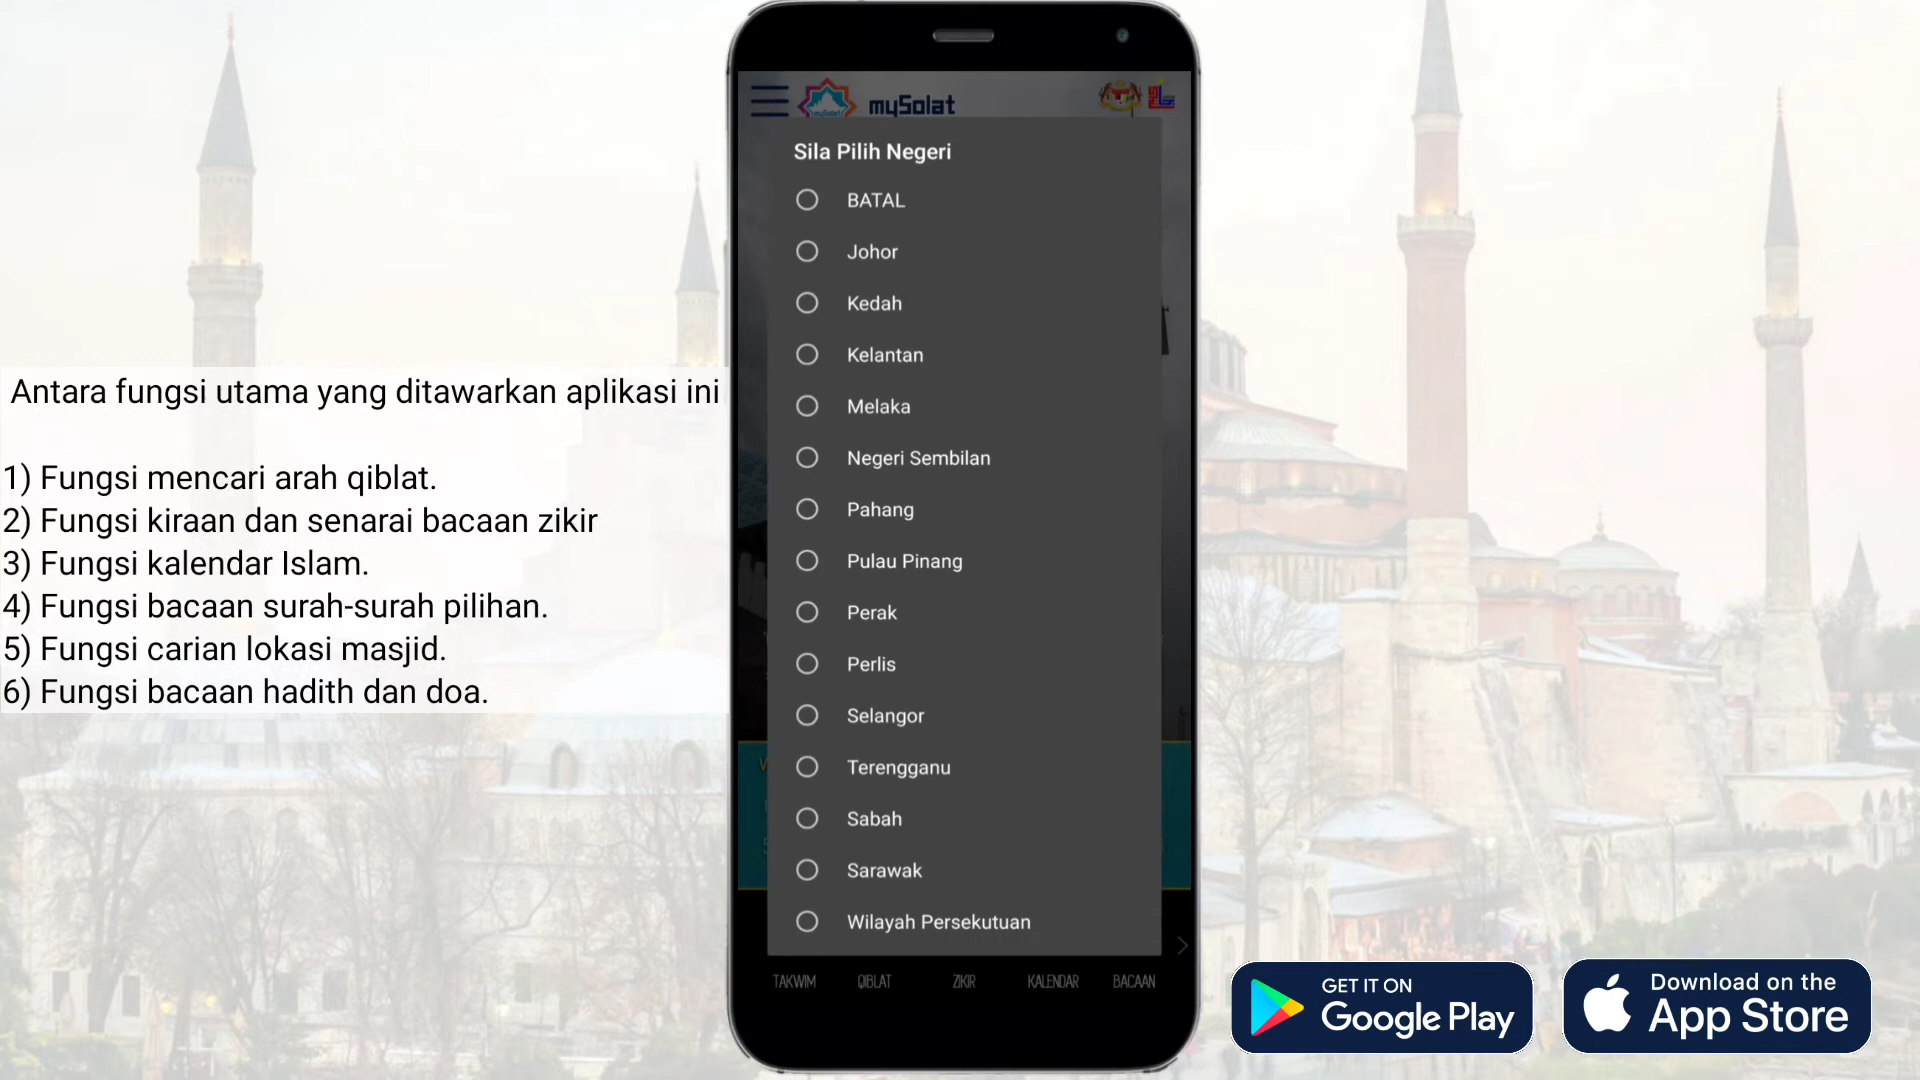 mySolat
Sila Pilih Negeri
BATAL
Johor
Kedah
Kelantan
Melaka
Negeri Sembilan
Pahang
Pulau Pinang
Perak
Perlis
Selangor
Terengganu
Sabah
Sarawak
Wilayah Persekutuan
TAKWIM QIBLAT ZIKIR KALENDAR BACAAN
Antara fungsi utama yang ditawarkan aplikasi ini
1) Fungsi mencari arah qiblat.
2) Fungsi kiraan dan senarai bacaan zikir
3) Fungsi kalendar Islam.
4) Fungsi bacaan surah-surah pilihan.
5) Fungsi carian lokasi masjid.
6) Fungsi bacaan hadith dan doa.
GET IT ON
Google Play
Download on the
App Store